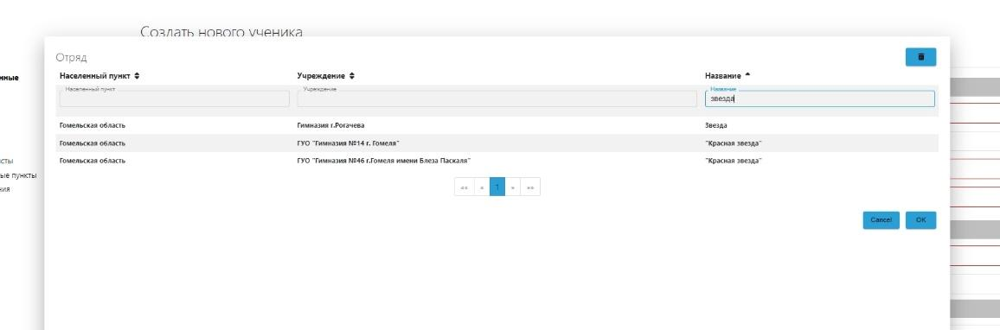 Создать нового ученика
Отряд
нные
Населенный пункт
Учреждение
Название
Населенный пункт
Учреждение
Название
звезда
Гомельская область
Гимназия г.Рогачева
Звезда
Гомельская область
ГУО "Гимназия №14 г. Гомеля"
"Красная звезда"
Гомельская область
ГУО "Гимназия №46 г.Гомеля имени Блеза Паскаля"
"Красная звезда"
исты
ые пункты
ния
«« « 1 » »»
Cancel OK